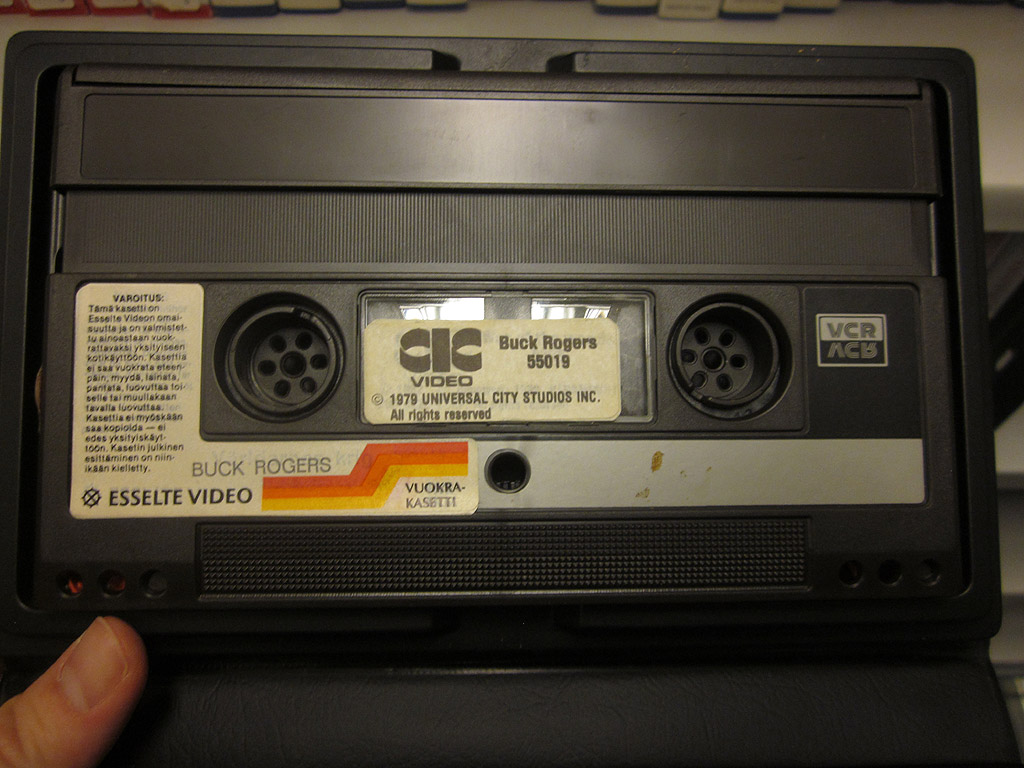 VAROITUS:
Tämä kasetti on
Esselte Videon omai-
suutta ja on valmistet-
tu ainoastaan vuok-
rattavaksi yksityiseen
kotikäyttöön. Kasettia
ei saa vuokrata eteen-
päin, myydä, lainata,
pantata, luovuttaa toi-
selle tai muullakaan
tavalla luovuttaa.
Kasettia ei myöskään
saa kopioida — ei
edes yksityiskäyt-
töön. Kasetin julkinen
esittäminen on niin-
ikään kielletty.
BUCK ROGERS
ESSELTE VIDEO
VUOKRA-
KASETTI
CIC
VIDEO
Buck Rogers
55019
© 1979 UNIVERSAL CITY STUDIOS INC.
All rights reserved
VCR
VCR